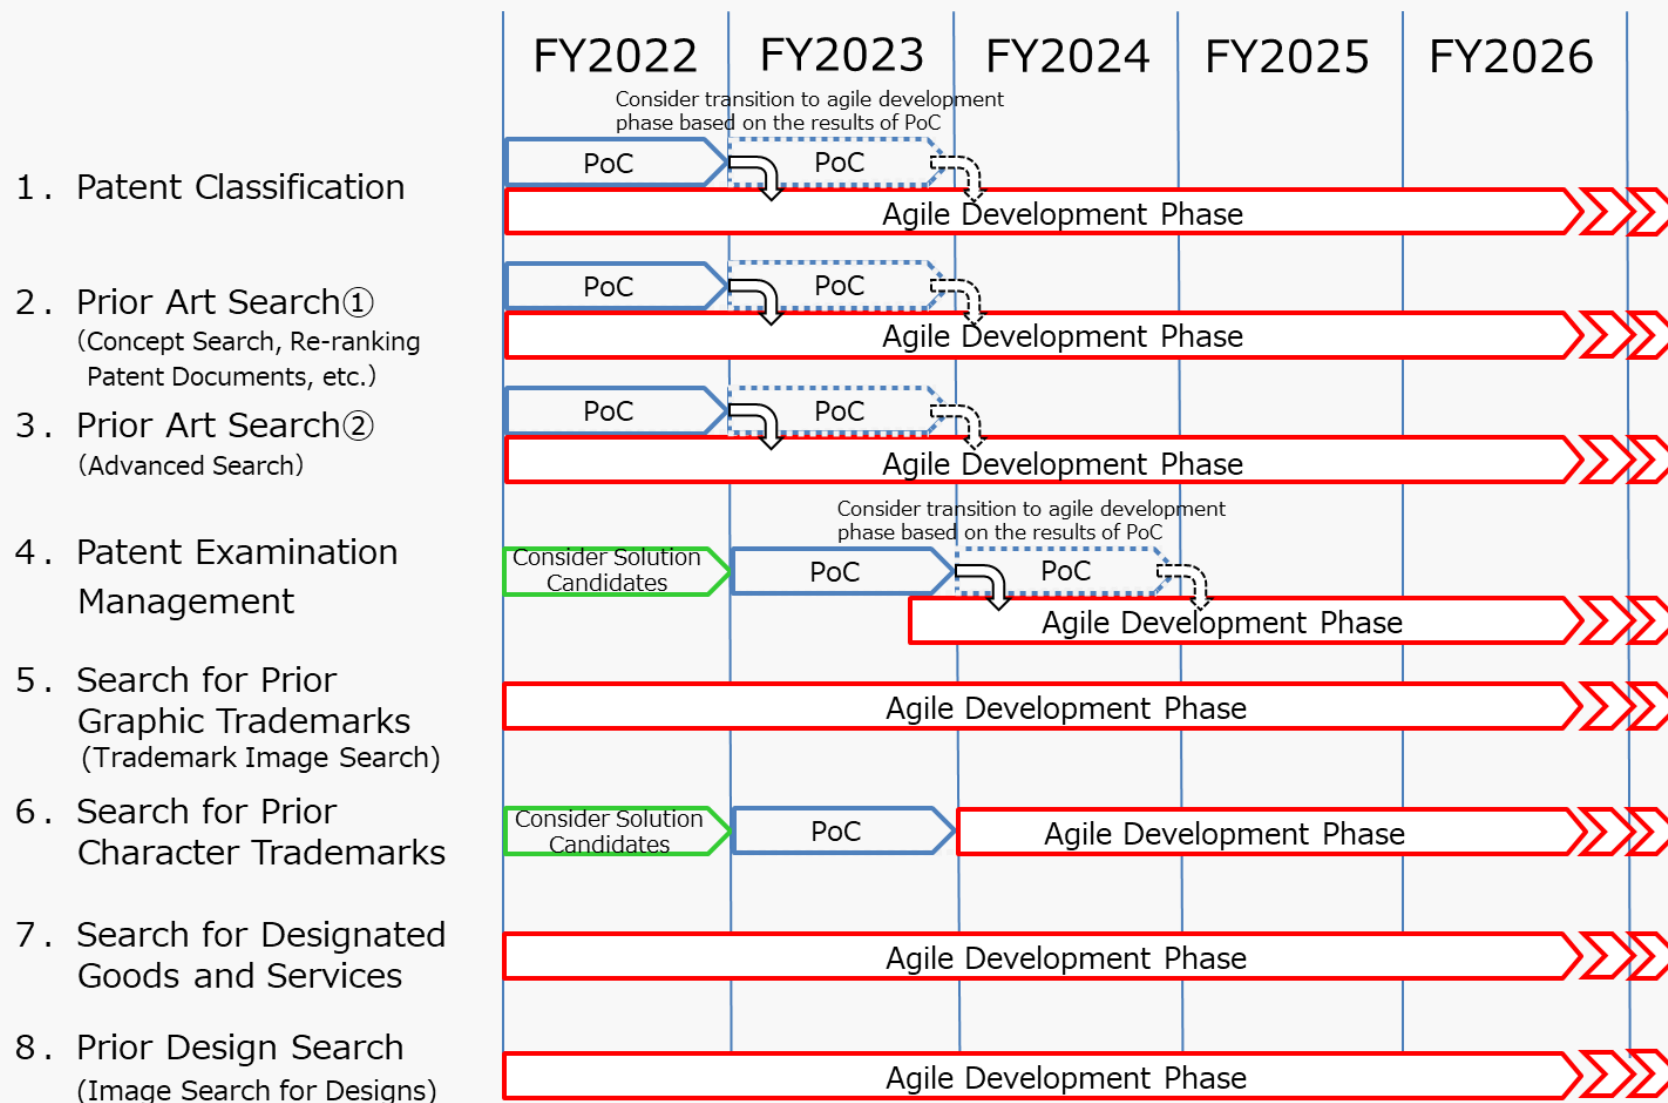 FY2022 FY2023 FY2024 FY2025 FY2026
Consider transition to agile development
phase based on the results of PoC
PoC PoC
1. Patent Classification
Agile Development Phase
PoC PoC
2. Prior Art Search①
(Concept Search, Re-ranking
Patent Documents, etc.)
Agile Development Phase
PoC PoC
3. Prior Art Search②
(Advanced Search)
Agile Development Phase
Consider transition to agile development
phase based on the results of PoC
4. Patent Examination
Management
Consider Solution
Candidates
PoC PoC
Agile Development Phase
5. Search for Prior
Graphic Trademarks
(Trademark Image Search)
Agile Development Phase
6. Search for Prior
Character Trademarks
Consider Solution
Candidates
PoC
Agile Development Phase
7. Search for Designated
Goods and Services
Agile Development Phase
8. Prior Design Search
(Image Search for Designs)
Agile Development Phase